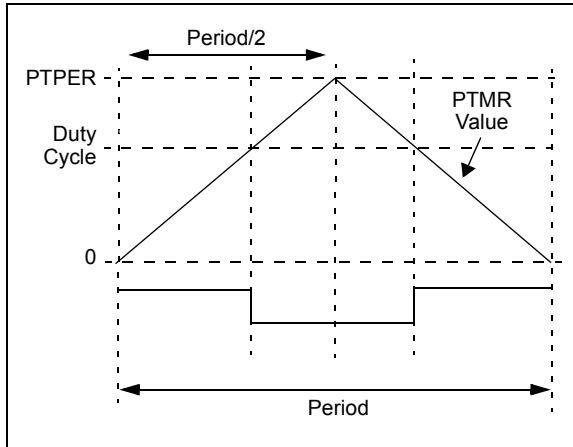 Period/2
PTPER
PTMR
Value
Duty
Cycle
0
Period